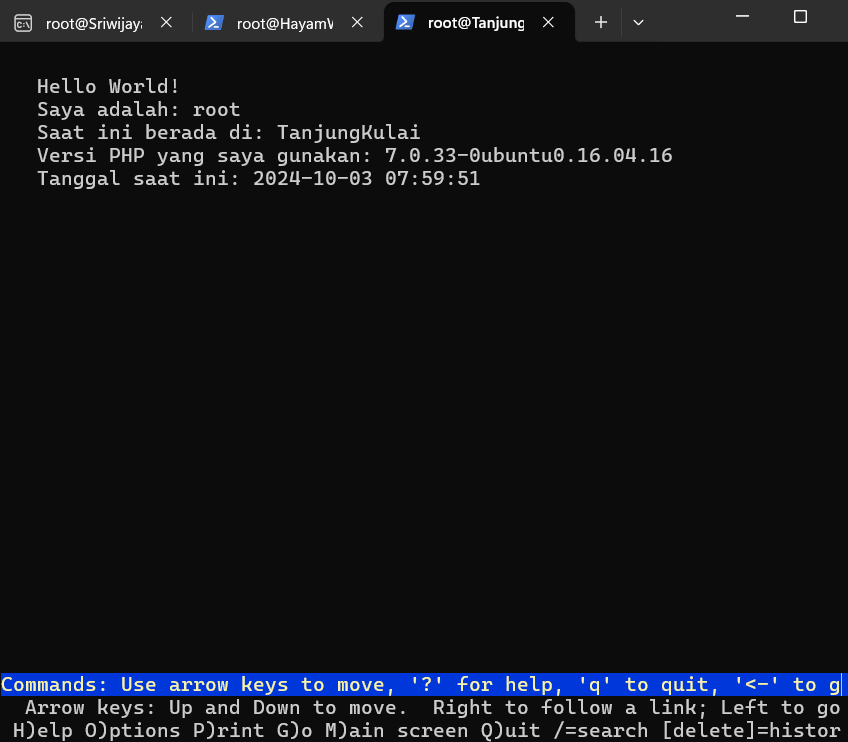 root@Sriwijaya
root@HayamW
root@Tanjung
Hello World!
Saya adalah: root
Saat ini berada di: TanjungKulai
Versi PHP yang saya gunakan: 7.0.33-0ubuntu0.16.04.16
Tanggal saat ini: 2024-10-03 07:59:51
Commands: Use arrow keys to move, '?' for help, 'q' to quit, '<-' to g
Arrow keys: Up and Down to move.  Right to follow a link; Left to go
H)elp O)ptions P)rint G)o M)ain screen Q)uit /=search [delete]=histor